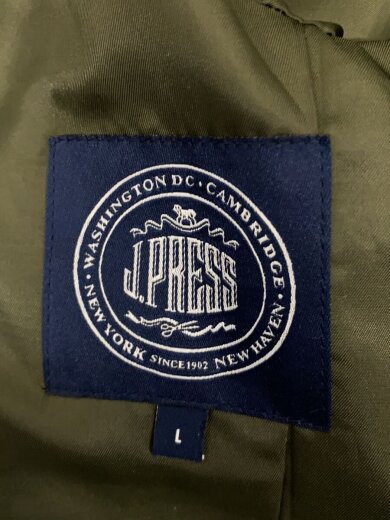 WASHINGTON DC · CAMBRIDGE ·
J.PRESS
· NEW YORK SINCE 1902 NEW HAVEN
L